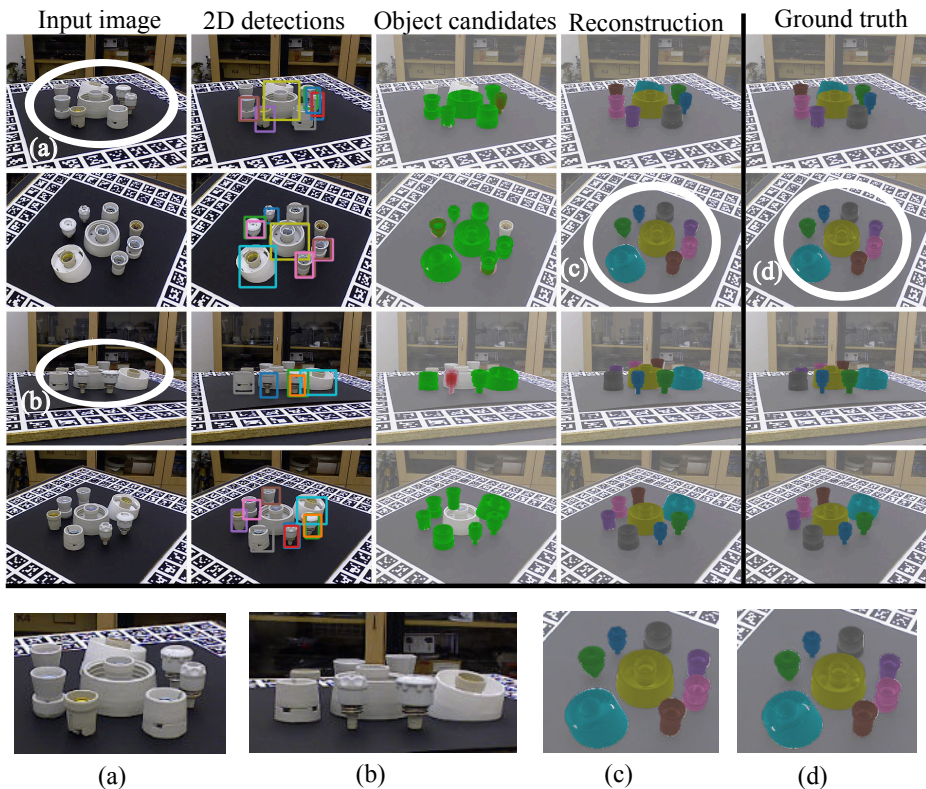 Input image 2D detections Object candidates Reconstruction Ground truth
(a)
(c) (d)
(b)
(a) (b) (c) (d)